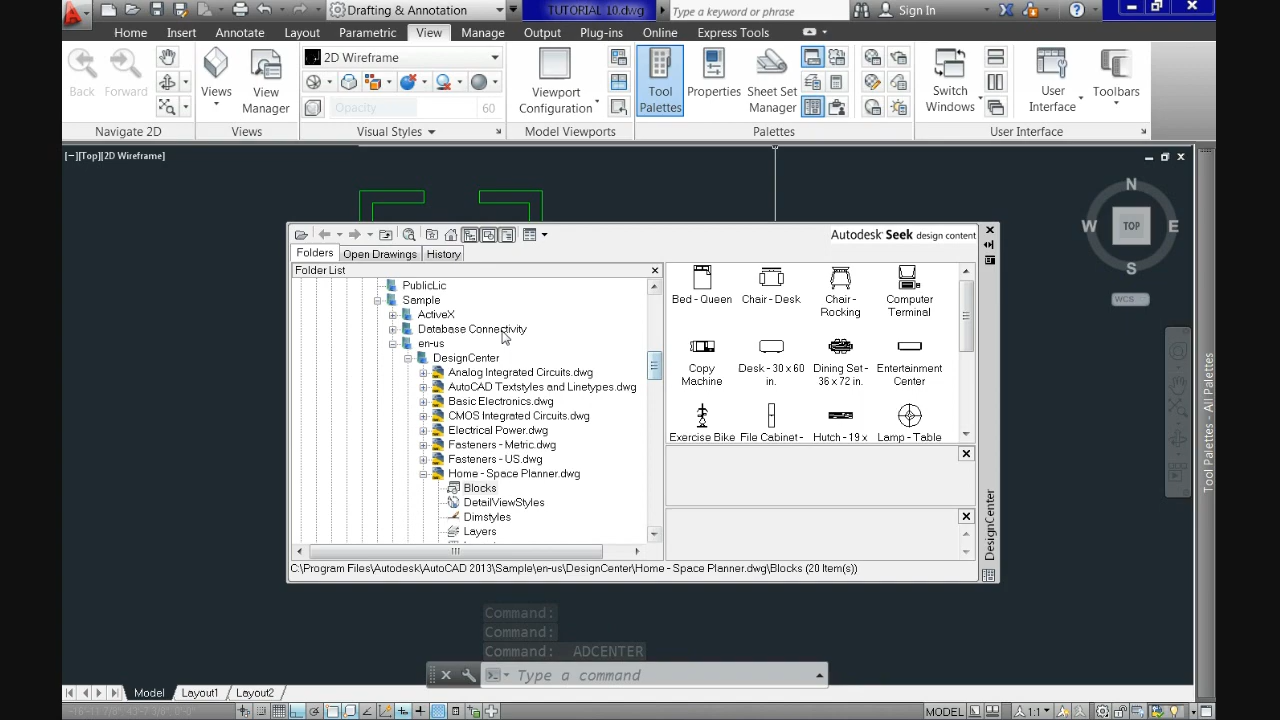 Drafting & Annotation
TUTORIAL 10.dwg
Type a keyword or phrase
Sign In
Home Insert Annotate Layout Parametric View Manage Output Plug-ins Online Express Tools
2D Wireframe
Back Forward
Views
View Manager
Opacity 60
Viewport Configuration
Tool Palettes
Properties
Sheet Set Manager
Switch Windows
User Interface
Toolbars
Navigate 2D
Views
Visual Styles
Model Viewports
Palettes
User Interface
[−][Top][2D Wireframe]
N
W TOP E
S
WCS
Autodesk Seek design content
Folders Open Drawings History
Folder List
PublicLic
Sample
ActiveX
Database Connectivity
en-us
DesignCenter
Analog Integrated Circuits.dwg
AutoCAD Textstyles and Linetypes.dwg
Basic Electronics.dwg
CMOS Integrated Circuits.dwg
Electrical Power.dwg
Fasteners - Metric.dwg
Fasteners - US.dwg
Home - Space Planner.dwg
Blocks
DetailViewStyles
Dimstyles
Layers
Bed - Queen
Chair - Desk
Chair - Rocking
Computer Terminal
Copy Machine
Desk - 30 x 60 in.
Dining Set - 36 x 72 in.
Entertainment Center
Exercise Bike
File Cabinet -
Hutch - 19 x
Lamp - Table
DesignCenter
Tool Palettes - All Palettes
C:\Program Files\Autodesk\AutoCAD 2013\Sample\en-us\DesignCenter\Home - Space Planner.dwg\Blocks (20 Item(s))
Command:
Command:
Command: ADCENTER
Type a command
Model Layout1 Layout2
MODEL
1:1